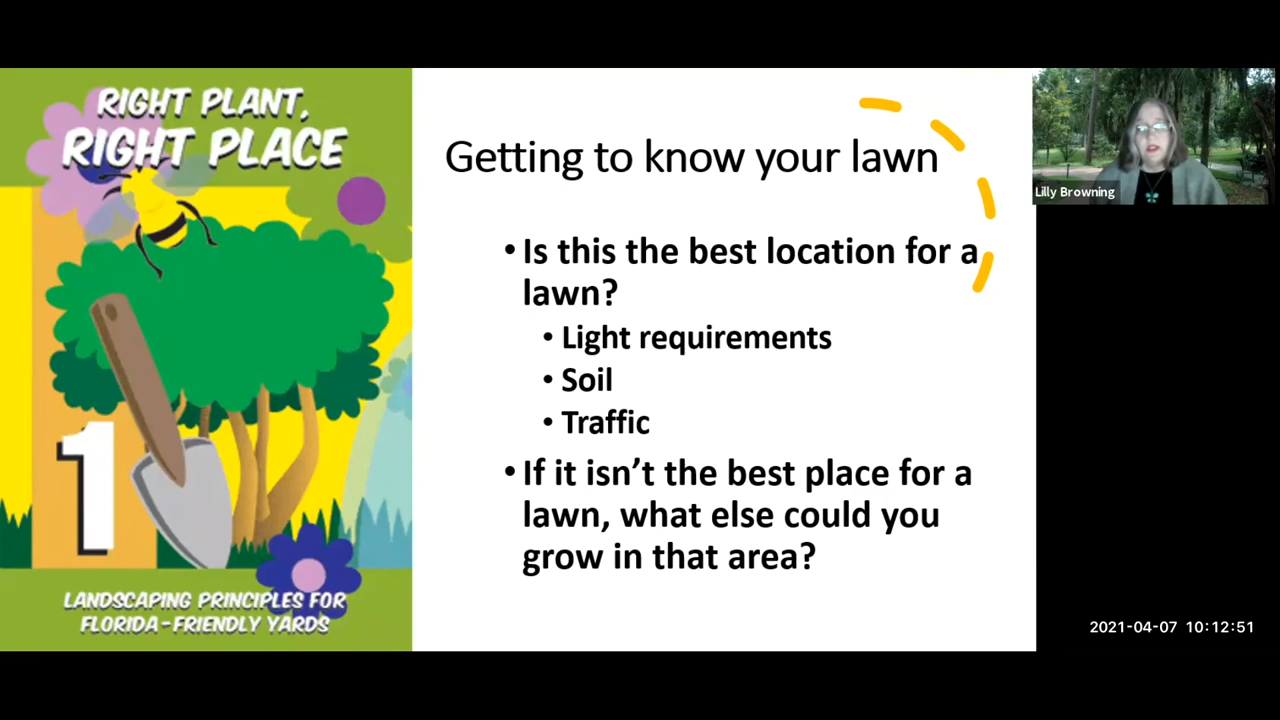 RIGHT PLANT,
RIGHT PLACE
1
LANDSCAPING PRINCIPLES FOR
FLORIDA-FRIENDLY YARDS
Getting to know your lawn
• Is this the best location for a
lawn?
• Light requirements
• Soil
• Traffic
• If it isn’t the best place for a
lawn, what else could you
grow in that area?
Lilly Browning
2021-04-07 10:12:51